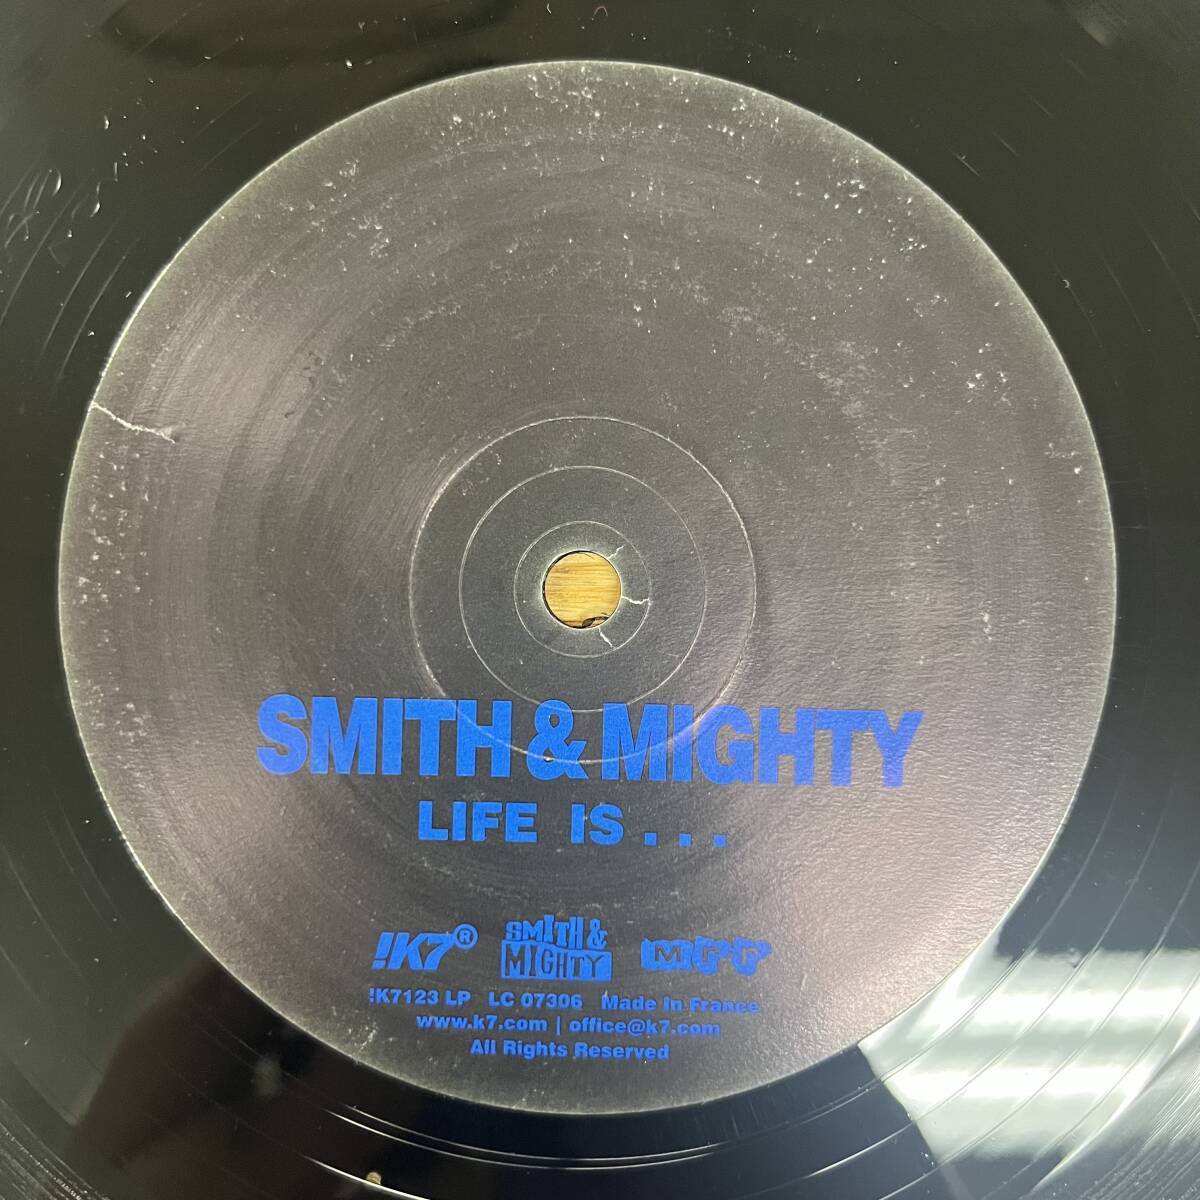 SMITH & MIGHTY
LIFE IS...
!K7® SMITH & MIGHTY
!K7123 LP LC 07306 Made In France
www.k7.com | office@k7.com
All Rights Reserved